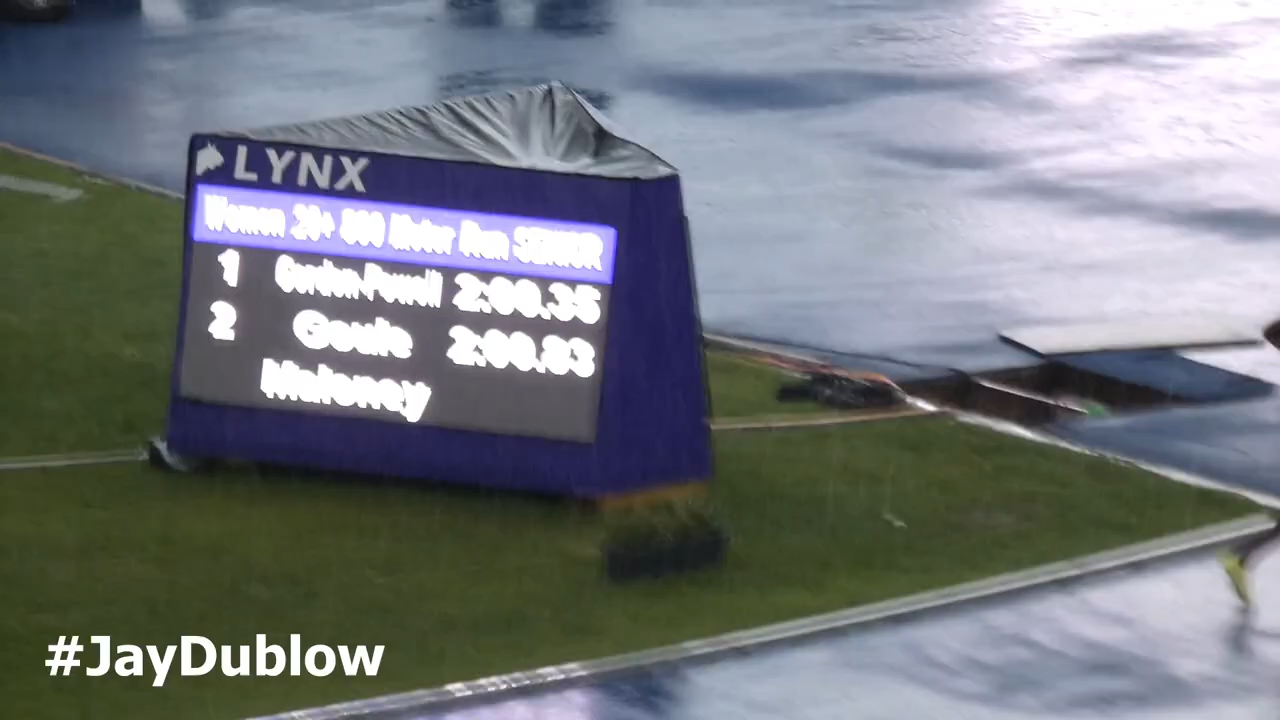 LYNX
Women 20+ 800 Meter Run SENIOR
1 Gordon-Powell 2:00.35
2 Goule 2:00.83
Maloney
#JayDublow